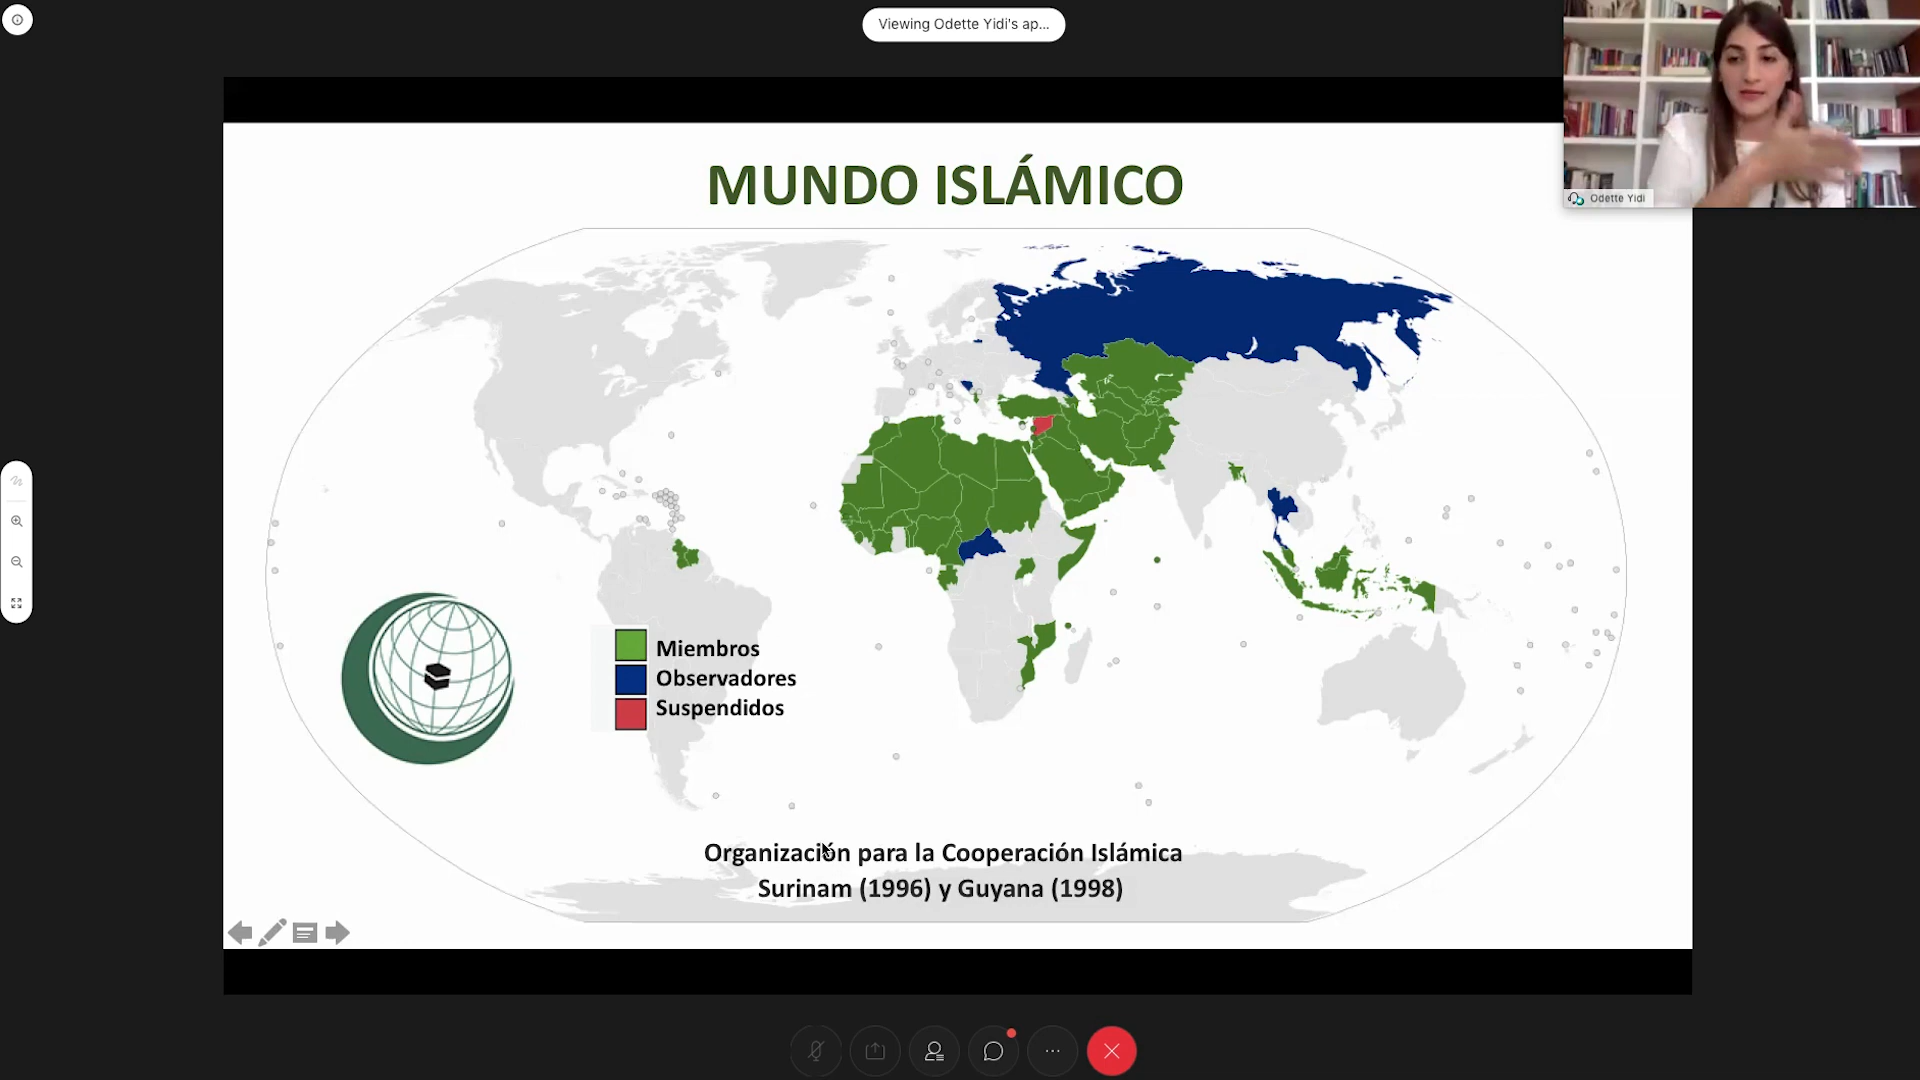 Viewing Odette Yidi's ap...
Odette Yidi
MUNDO ISLÁMICO
Miembros
Observadores
Suspendidos
Organización para la Cooperación Islámica
Surinam (1996) y Guyana (1998)